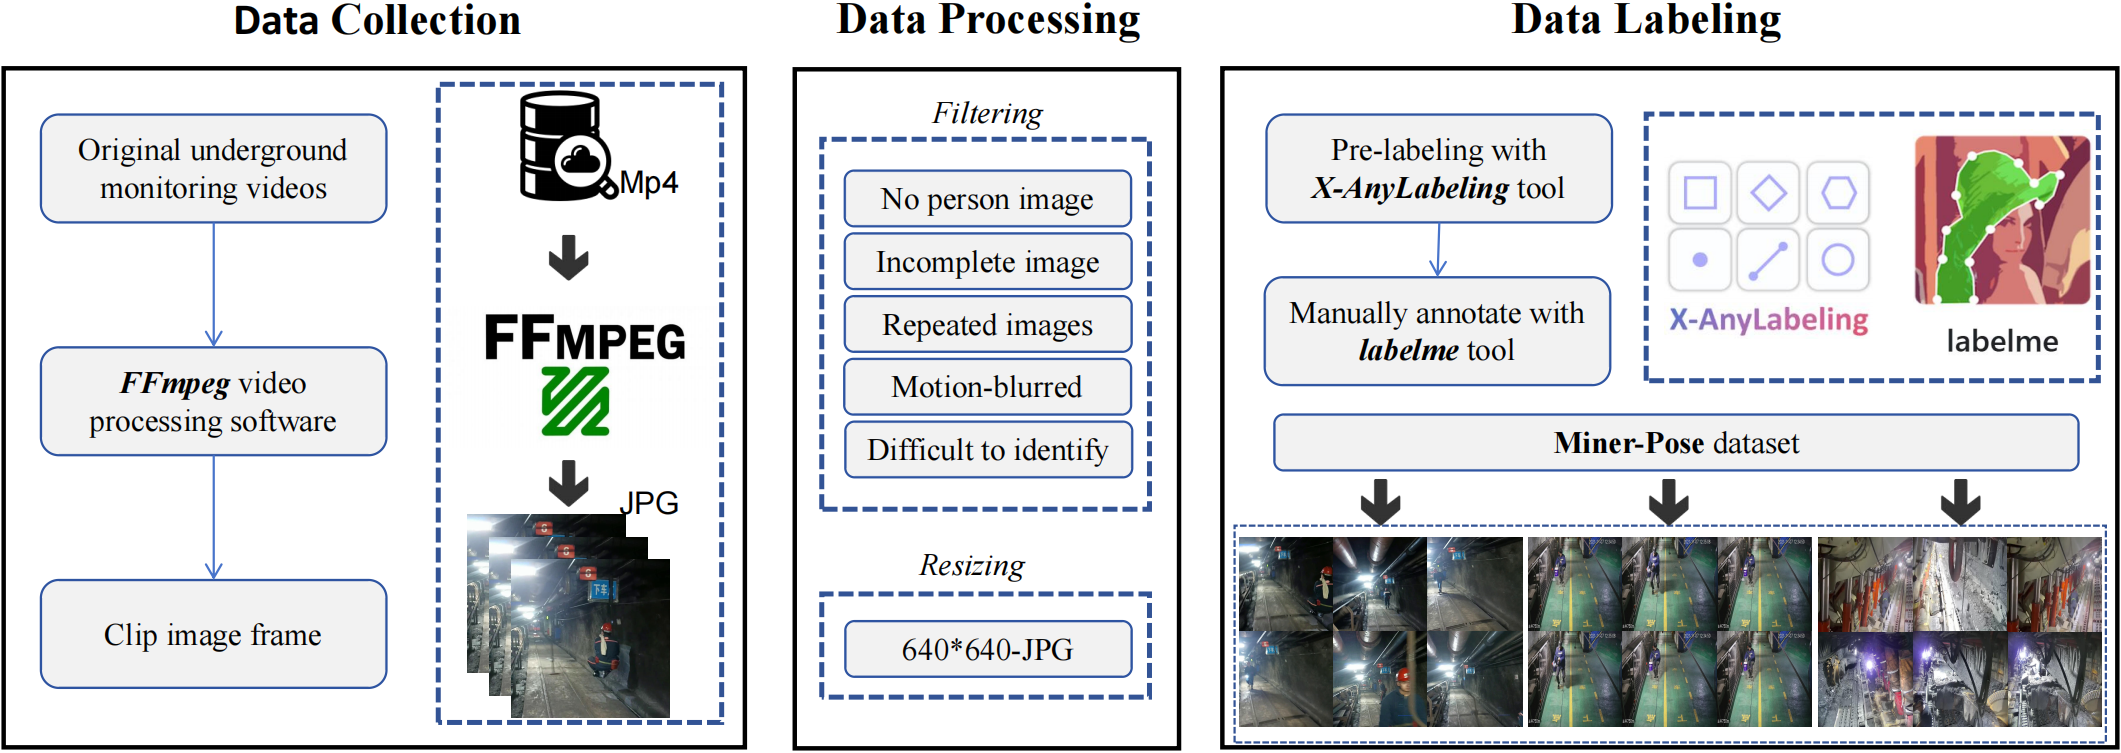 Data Collection
Original underground
monitoring videos
FFmpeg video
processing software
Clip image frame
Mp4
FFMPEG
JPG
下车
Data Processing
Filtering
No person image
Incomplete image
Repeated images
Motion-blurred
Difficult to identify
Resizing
640*640-JPG
Data Labeling
Pre-labeling with
X-AnyLabeling tool
Manually annotate with
labelme tool
X-AnyLabeling
labelme
Miner-Pose dataset